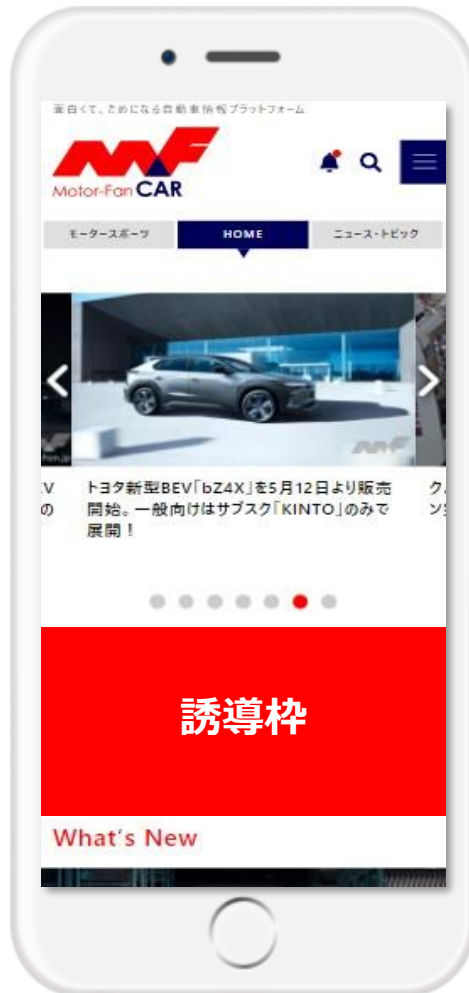 面白くて、ためになる自動車情報プラットフォーム
MF
Motor-Fan CAR
モータースポーツ
HOME
ニュース・トピック
トヨタ新型BEV「bZ4X」を5月12日より販売
開始。一般向けはサブスク「KINTO」のみで
展開！
EV
の
ク
誘導枠
What's New